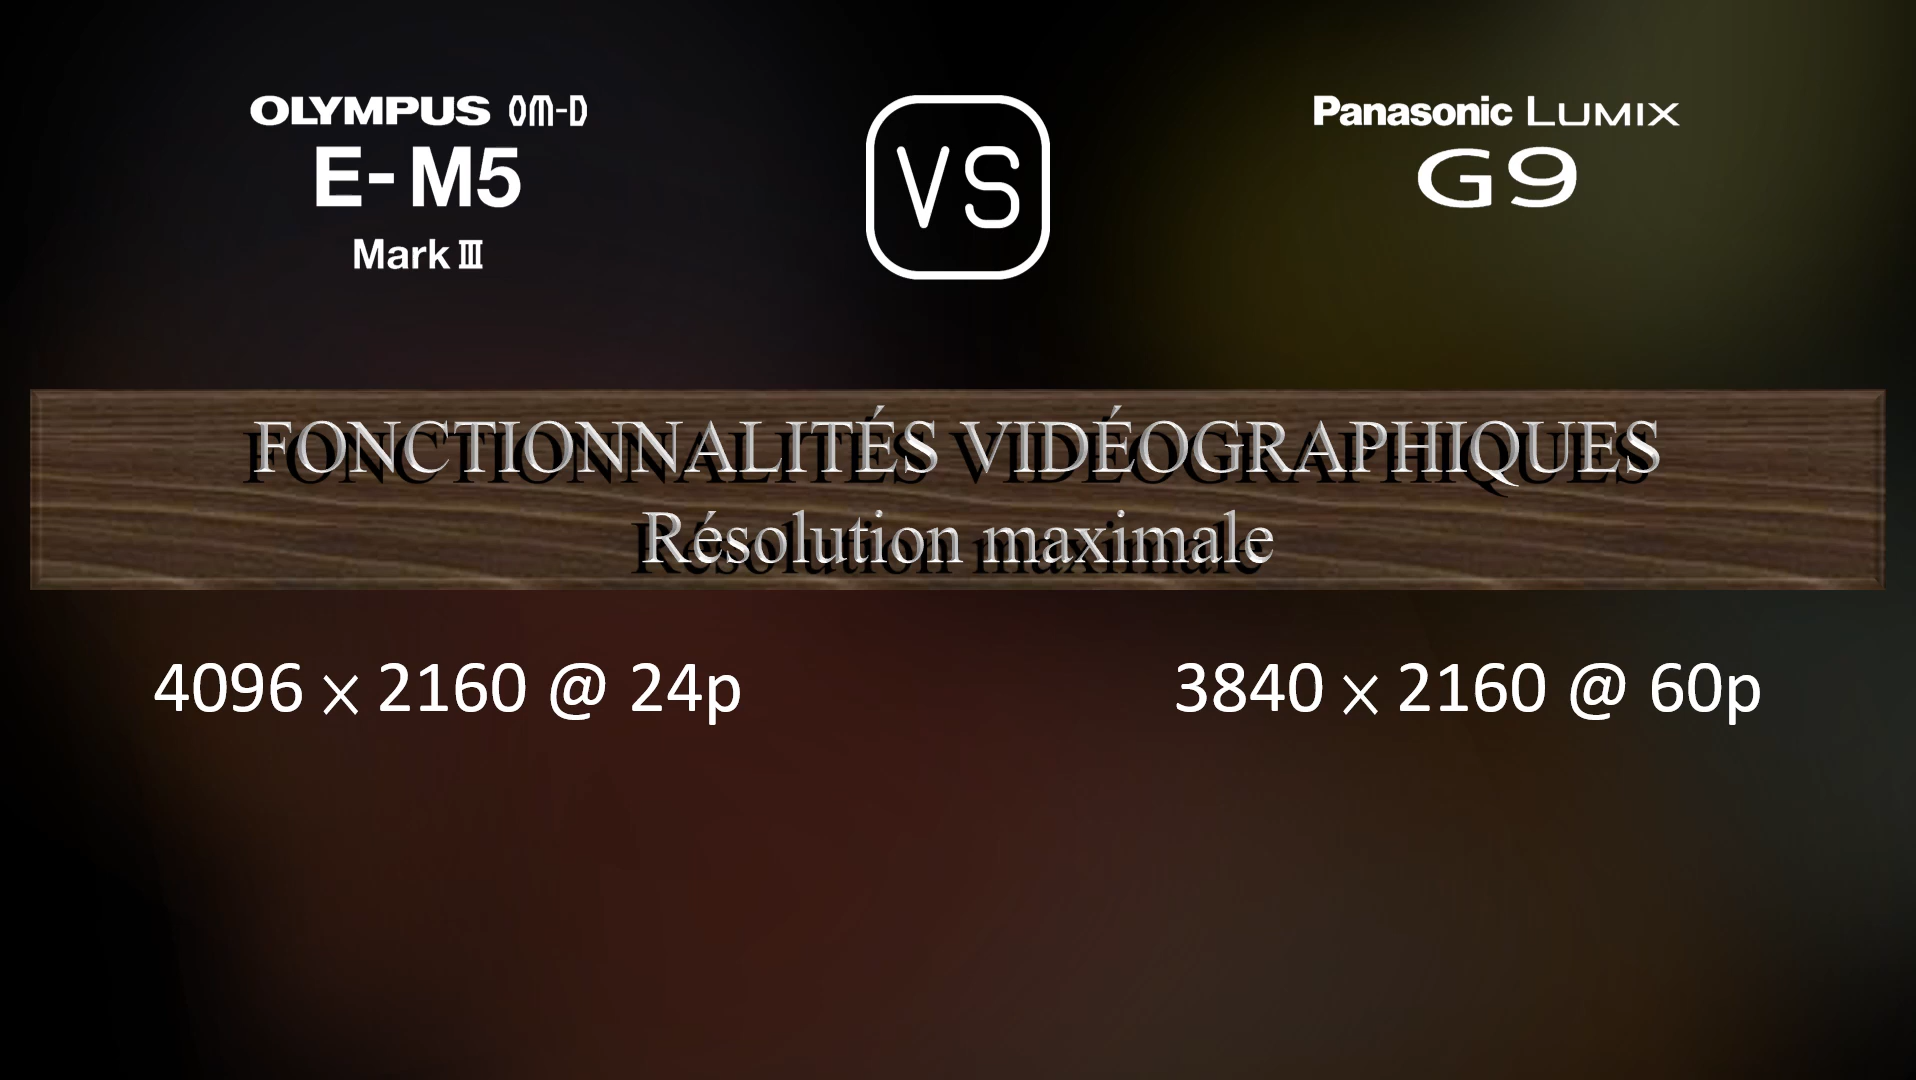 OLYMPUS OM-D
E-M5
Mark III
VS
Panasonic LUMIX
G9
FONCTIONNALITÉS VIDÉOGRAPHIQUES
Résolution maximale
4096 x 2160 @ 24p
3840 x 2160 @ 60p